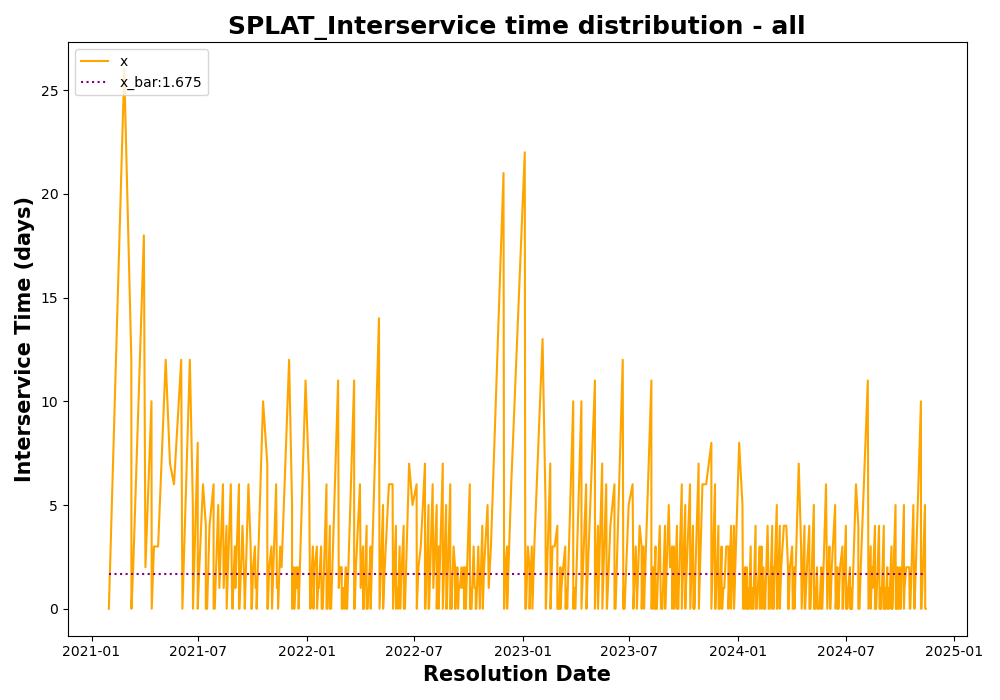 SPLAT_Interservice time distribution - all
x
x_bar:1.675
Interservice Time (days)
25
20
15
10
5
0
2021-01 2021-07 2022-01 2022-07 2023-01 2023-07 2024-01 2024-07 2025-01
Resolution Date